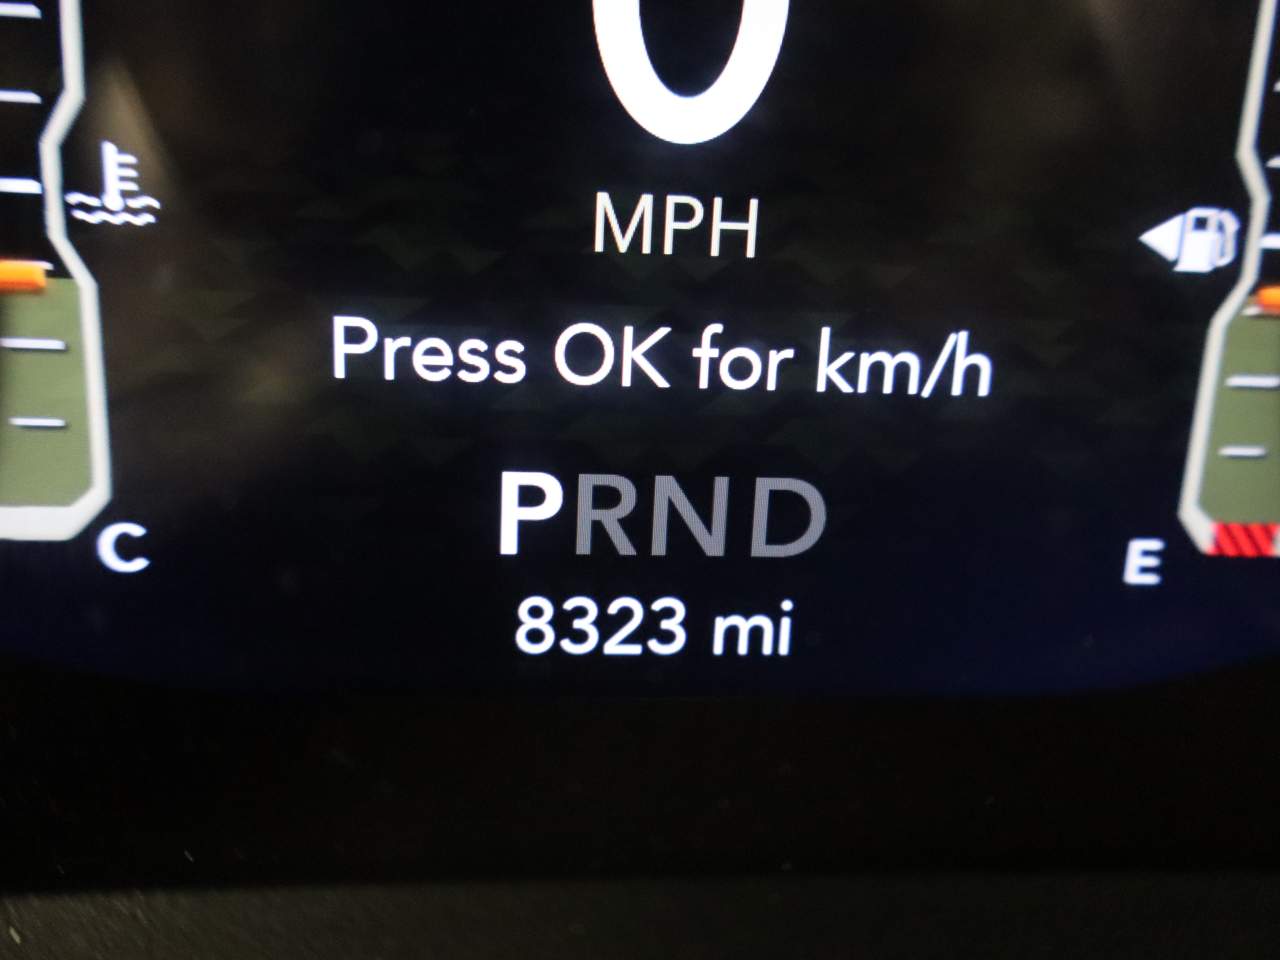 0
MPH
Press OK for km/h
PRND
C
E
8323 mi